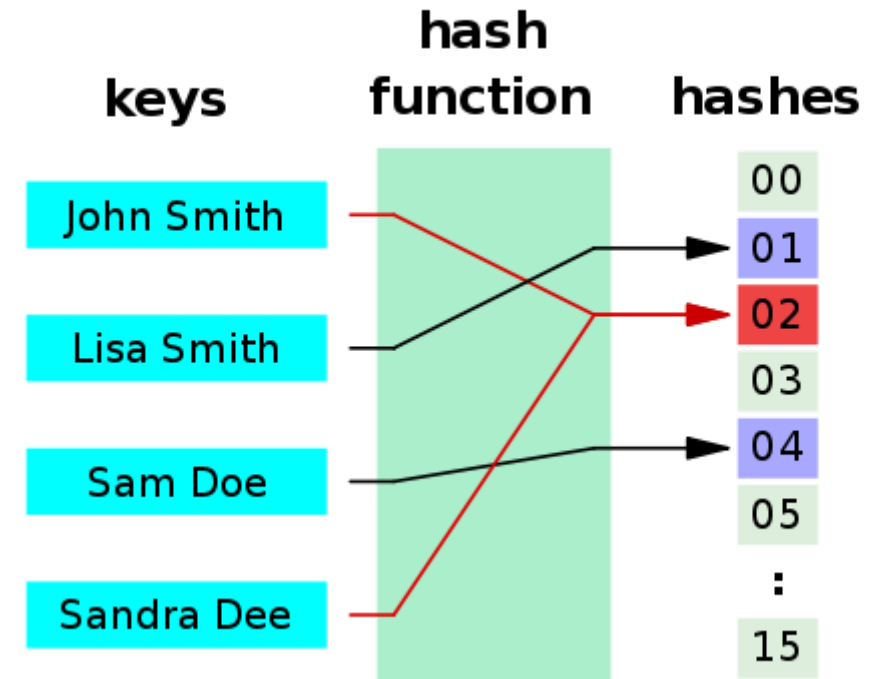 keys
hash
function
hashes
John Smith
Lisa Smith
Sam Doe
Sandra Dee
00
01
02
03
04
05
:
15